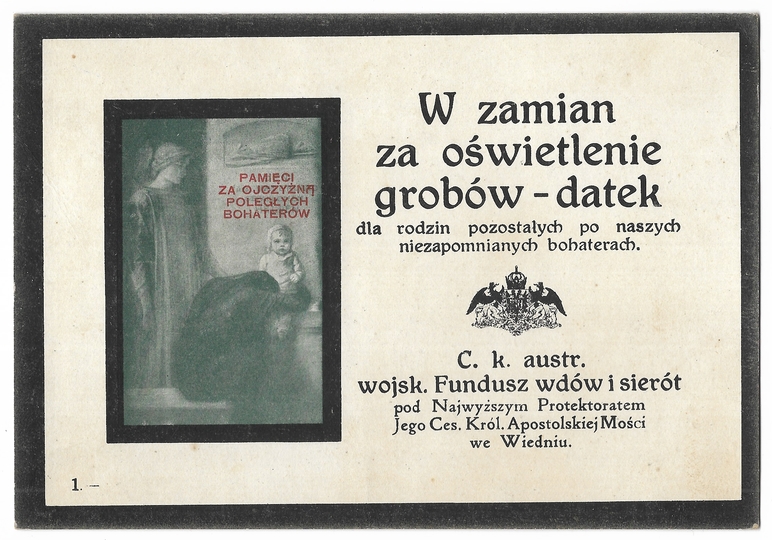 PAMIĘCI
ZA OJCZYZNĄ
POLEGŁYCH
BOHATERÓW
W zamian
za oświetlenie
grobów - datek
dla rodzin pozostałych po naszych
niezapomnianych bohaterach.
C. k. austr.
wojsk. Fundusz wdów i sierót
pod Najwyższym Protektoratem
Jego Ces. Król. Apostolskiej Mości
we Wiedniu.
1. —